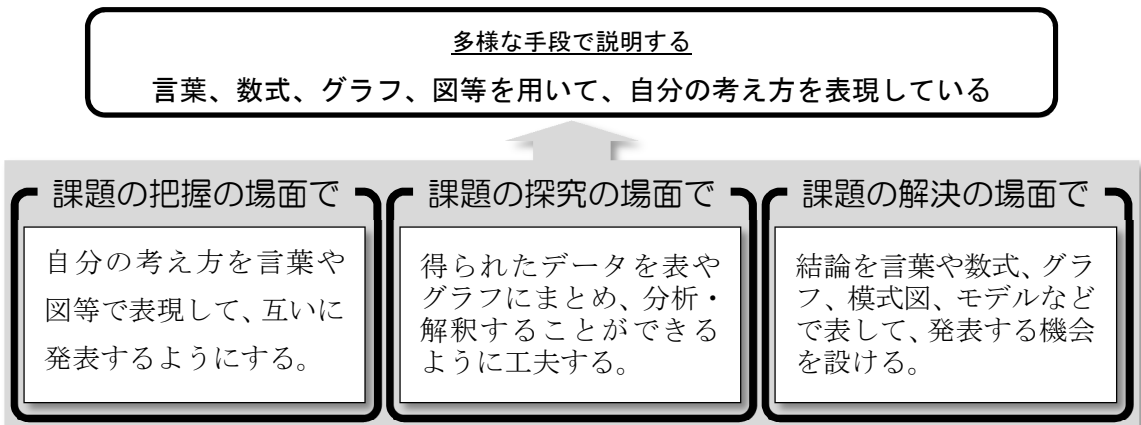 多様な手段で説明する
言葉、数式、グラフ、図等を用いて、自分の考え方を表現している
課題の把握の場面で
自分の考え方を言葉や
図等で表現して、互いに
発表するようにする。
課題の探究の場面で
得られたデータを表や
グラフにまとめ、分析・
解釈することができる
ように工夫する。
課題の解決の場面で
結論を言葉や数式、グラ
フ、模式図、モデルなど
で表して、発表する機会
を設ける。